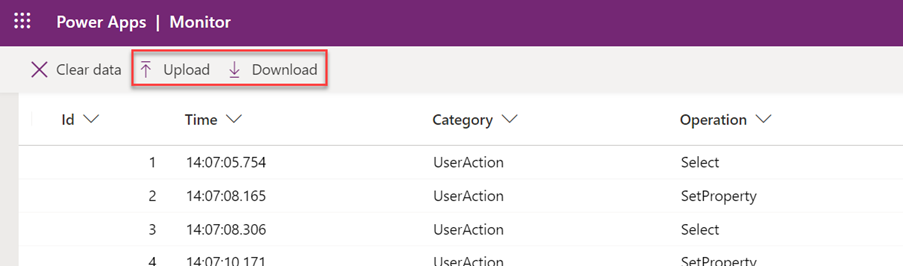 Power Apps | Monitor
Clear data Upload Download
Id Time Category Operation
1 14:07:05.754 UserAction Select
2 14:07:08.165 UserAction SetProperty
3 14:07:08.306 UserAction Select
4 14:07:10.171 UserAction SetProperty